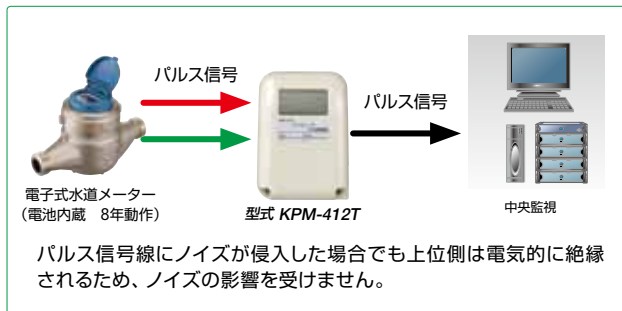 パルス信号
パルス信号
電子式水道メーター
（電池内蔵　8年動作）
型式 KPM-412T
中央監視
パルス信号線にノイズが侵入した場合でも上位側は電気的に絶縁
されるため、ノイズの影響を受けません。